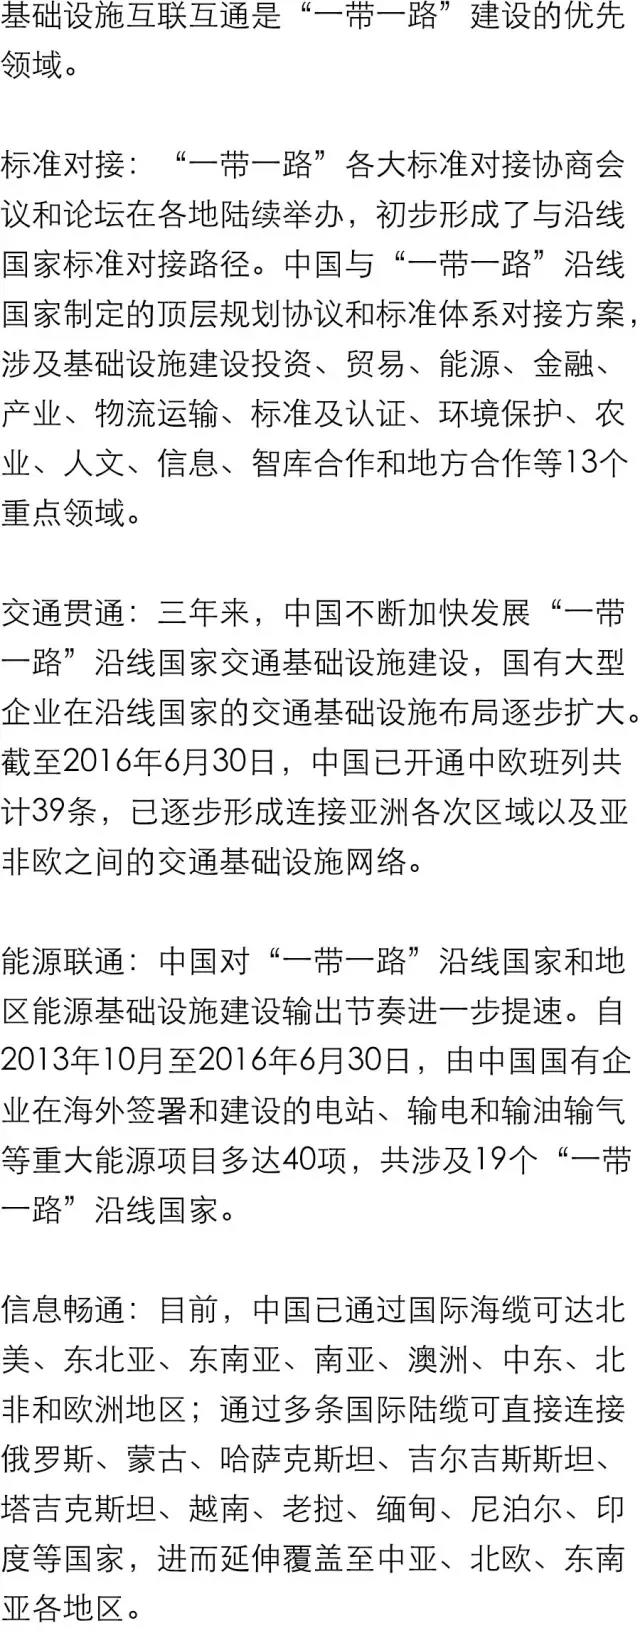 基础设施互联互通是“一带一路”建设的优先
领域。
标准对接：“一带一路”各大标准对接协商会
议和论坛在各地陆续举办，初步形成了与沿线
国家标准对接路径。中国与“一带一路”沿线
国家制定的顶层规划协议和标准体系对接方案，
涉及基础设施建设投资、贸易、能源、金融、
产业、物流运输、标准及认证、环境保护、农
业、人文、信息、智库合作和地方合作等13个
重点领域。
交通贯通：三年来，中国不断加快发展“一带
一路”沿线国家交通基础设施建设，国有大型
企业在沿线国家的交通基础设施布局逐步扩大。
截至2016年6月30日，中国已开通中欧班列共
计39条，已逐步形成连接亚洲各次区域以及亚
非欧之间的交通基础设施网络。
能源联通：中国对“一带一路”沿线国家和地
区能源基础设施建设输出节奏进一步提速。自
2013年10月至2016年6月30日，由中国国有企
业在海外签署和建设的电站、输电和输油输气
等重大能源项目多达40项，共涉及19个“一带
一路”沿线国家。
信息畅通：目前，中国已通过国际海缆可达北
美、东北亚、东南亚、南亚、澳洲、中东、北
非和欧洲地区；通过多条国际陆缆可直接连接
俄罗斯、蒙古、哈萨克斯坦、吉尔吉斯斯坦、
塔吉克斯坦、越南、老挝、缅甸、尼泊尔、印
度等国家，进而延伸覆盖至中亚、北欧、东南
亚各地区。